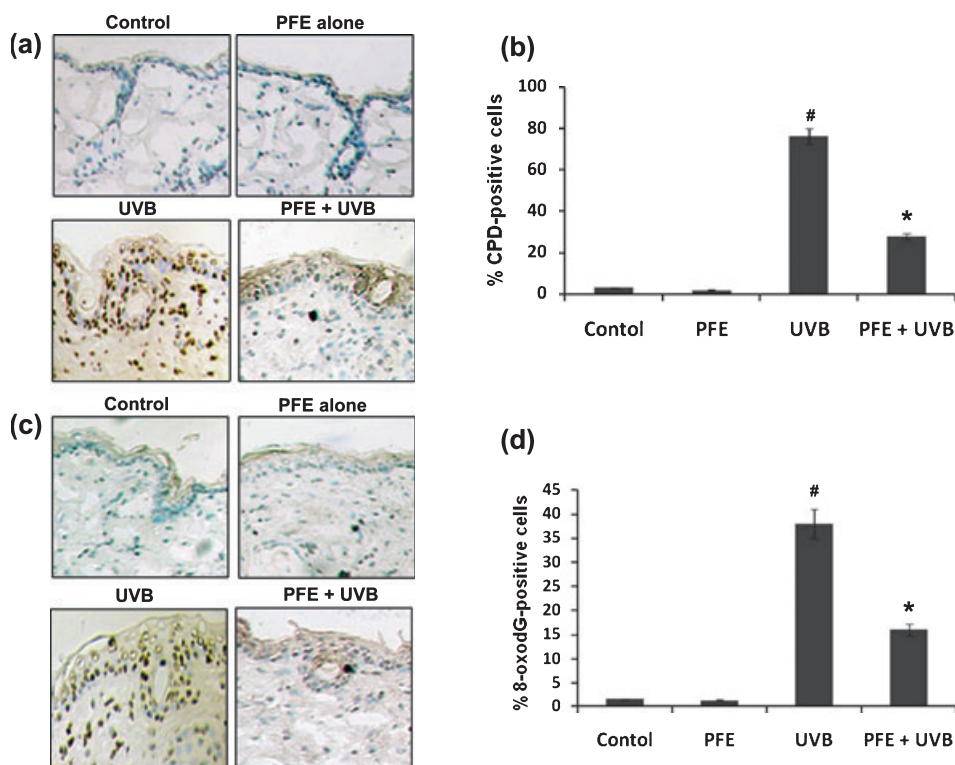 (a)
Control
PFE alone
UVB
PFE + UVB
(b)
% CPD-positive cells
100
80
60
40
20
0
#
*
Contol
PFE
UVB
PFE + UVB
(c)
Control
PFE alone
UVB
PFE + UVB
(d)
% 8-oxodG-positive cells
45
40
35
30
25
20
15
10
5
0
#
*
Contol
PFE
UVB
PFE + UVB